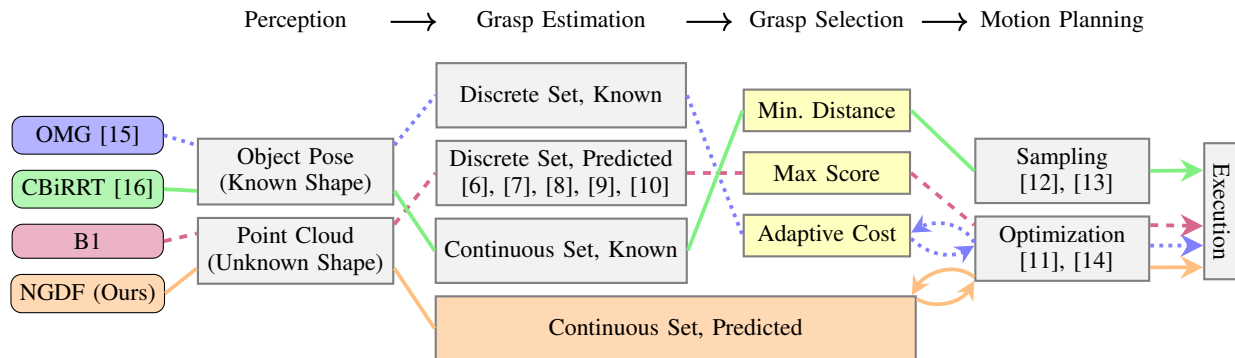 Perception → Grasp Estimation → Grasp Selection → Motion Planning
OMG [15]
CBiRRT [16]
B1
NGDF (Ours)
Object Pose
(Known Shape)
Point Cloud
(Unknown Shape)
Discrete Set, Known
Discrete Set, Predicted
[6], [7], [8], [9], [10]
Continuous Set, Known
Continuous Set, Predicted
Min. Distance
Max Score
Adaptive Cost
Sampling
[12], [13]
Optimization
[11], [14]
Execution